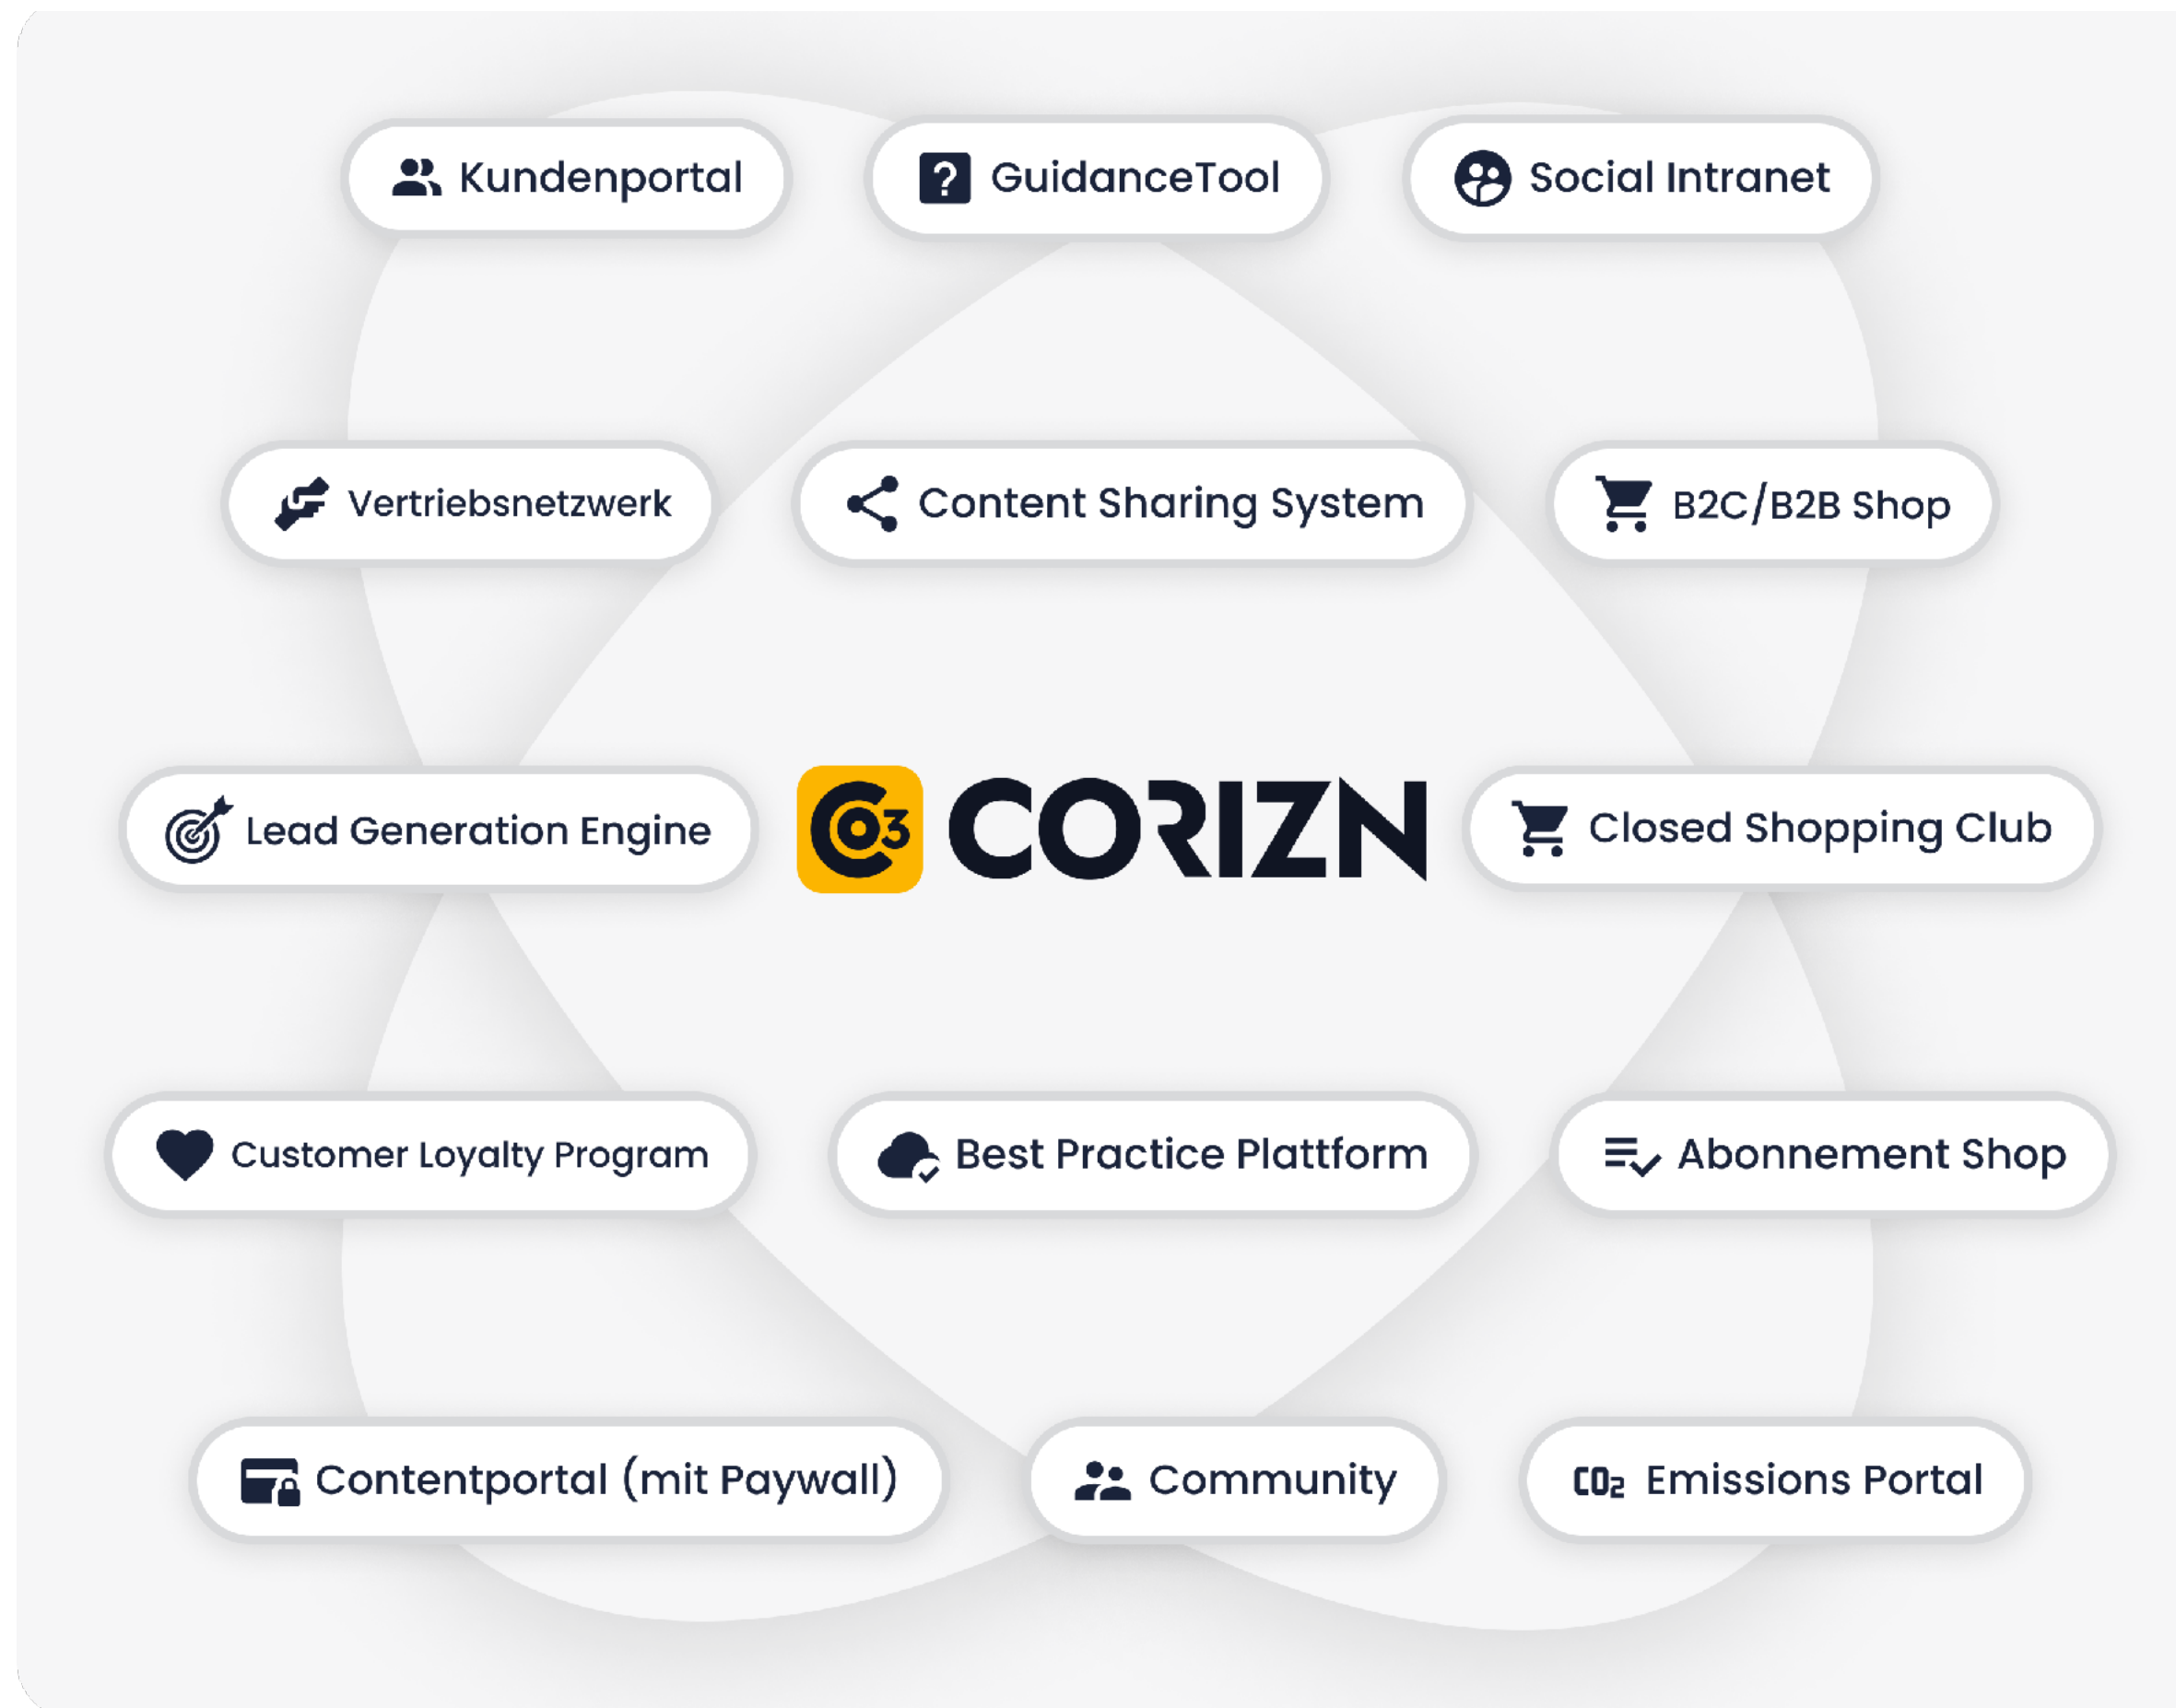 Kundenportal
GuidanceTool
Social Intranet
Vertriebsnetzwerk
Content Sharing System
B2C/B2B Shop
Lead Generation Engine
CO3 CORIZN
Closed Shopping Club
Customer Loyalty Program
Best Practice Plattform
Abonnement Shop
Contentportal (mit Paywall)
Community
CO2 Emissions Portal